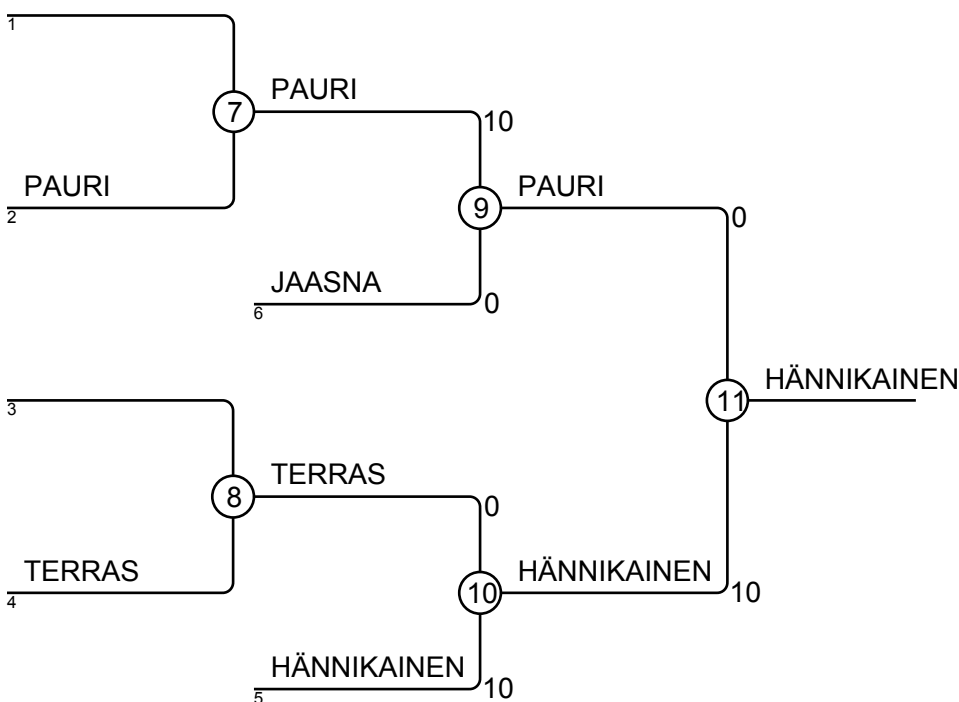 1
7
PAURI
10
PAURI
2
9
PAURI
0
JAASNA
6
0
3
11
HÄNNIKAINEN
8
TERRAS
0
TERRAS
4
10
HÄNNIKAINEN
10
HÄNNIKAINEN
5
10